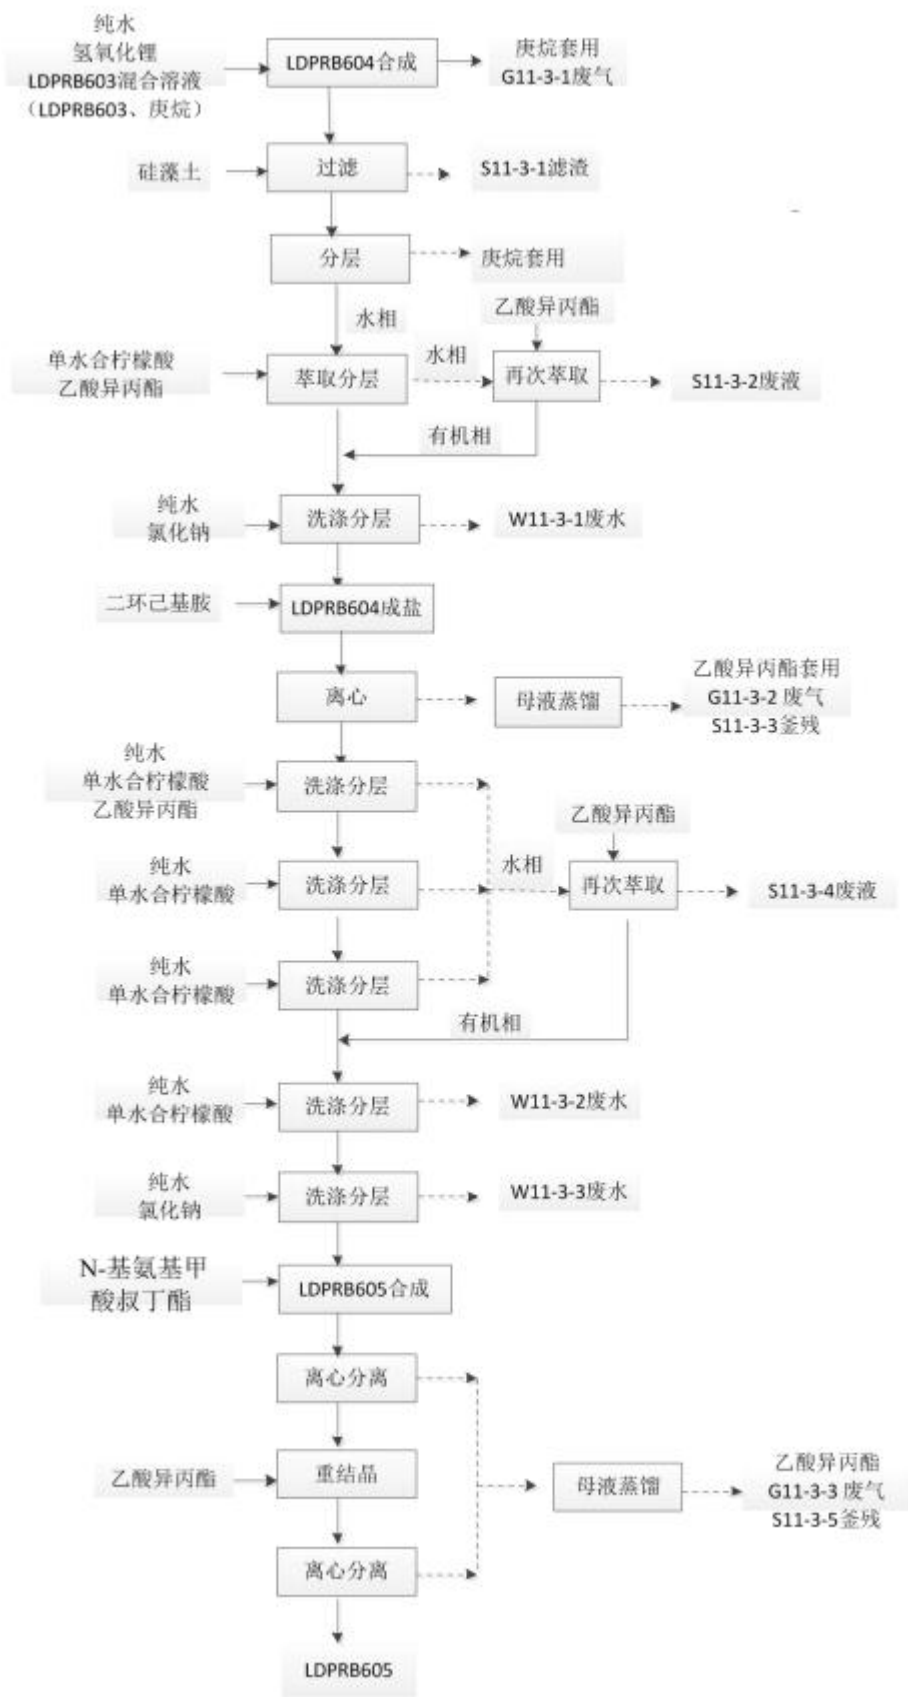 纯水
氢氧化锂
LDPRB603混合溶液
（LDPRB603、庚烷）
LDPRB604合成
庚烷套用
G11-3-1废气
硅藻土
过滤
S11-3-1滤渣
分层
庚烷套用
水相
乙酸异丙酯
单水合柠檬酸
乙酸异丙酯
萃取分层
水相
再次萃取
S11-3-2废液
有机相
纯水
氯化钠
洗涤分层
W11-3-1废水
二环己基胺
LDPRB604成盐
离心
母液蒸馏
乙酸异丙酯套用
G11-3-2 废气
S11-3-3釜残
纯水
单水合柠檬酸
乙酸异丙酯
洗涤分层
乙酸异丙酯
纯水
单水合柠檬酸
洗涤分层
水相
再次萃取
S11-3-4废液
纯水
单水合柠檬酸
洗涤分层
有机相
纯水
单水合柠檬酸
洗涤分层
W11-3-2废水
纯水
氯化钠
洗涤分层
W11-3-3废水
N-基氨基甲
酸叔丁酯
LDPRB605合成
离心分离
乙酸异丙酯
重结晶
母液蒸馏
乙酸异丙酯
G11-3-3 废气
S11-3-5釜残
离心分离
LDPRB605